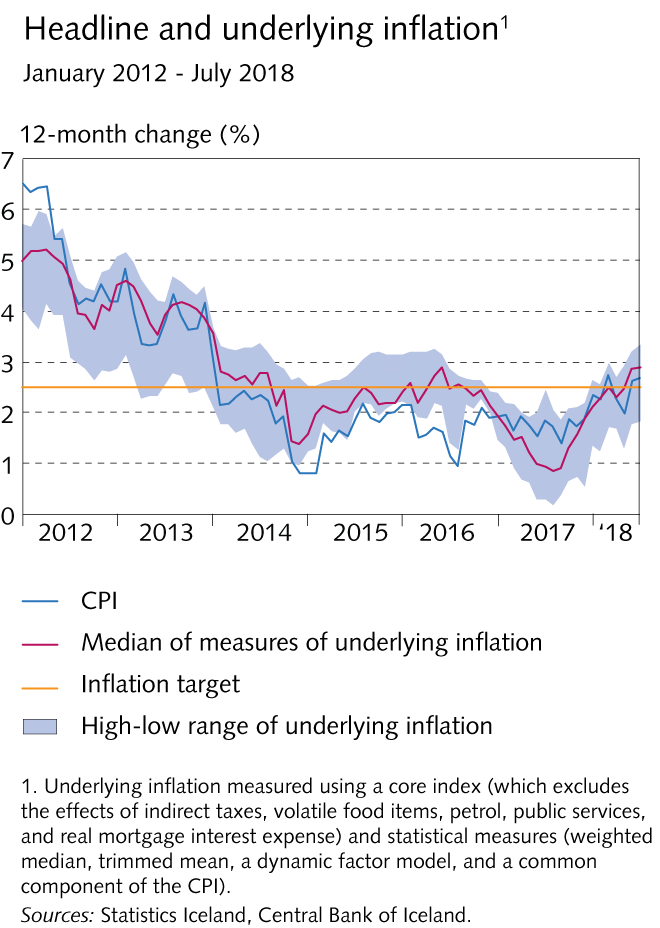 Headline and underlying inflation¹
January 2012 - July 2018
12-month change (%)
7
6
5
4
3
2
1
0
2012 2013 2014 2015 2016 2017 '18
CPI
Median of measures of underlying inflation
Inflation target
High-low range of underlying inflation
1. Underlying inflation measured using a core index (which excludes
the effects of indirect taxes, volatile food items, petrol, public services,
and real mortgage interest expense) and statistical measures (weighted
median, trimmed mean, a dynamic factor model, and a common
component of the CPI).
Sources: Statistics Iceland, Central Bank of Iceland.